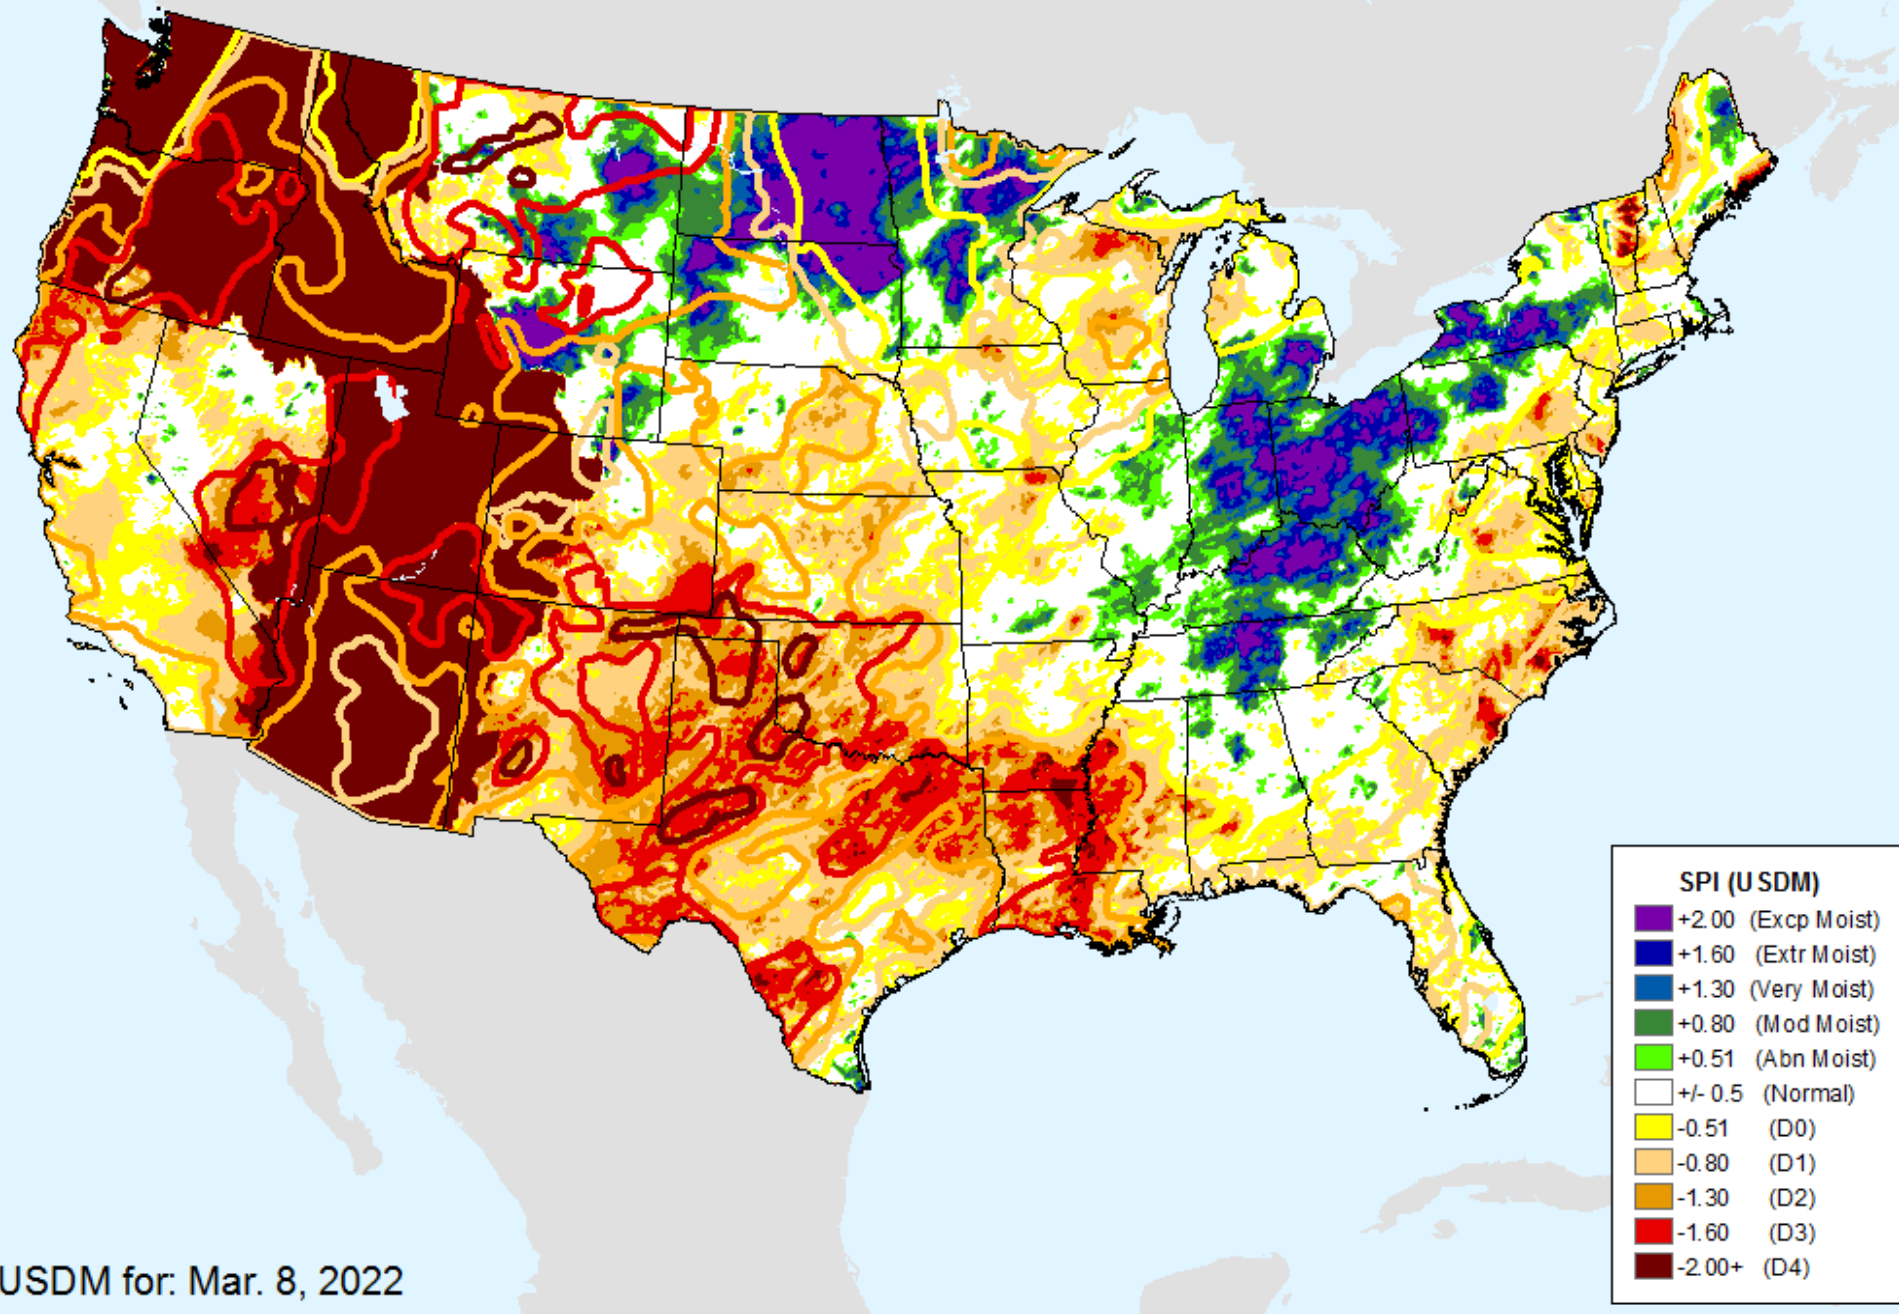 SPI (USDM)
+2.00 (Excp Moist)
+1.60 (Extr Moist)
+1.30 (Very Moist)
+0.80 (Mod Moist)
+0.51 (Abn Moist)
+/- 0.5 (Normal)
-0.51 (D0)
-0.80 (D1)
-1.30 (D2)
-1.60 (D3)
-2.00+ (D4)
USDM for: Mar. 8, 2022